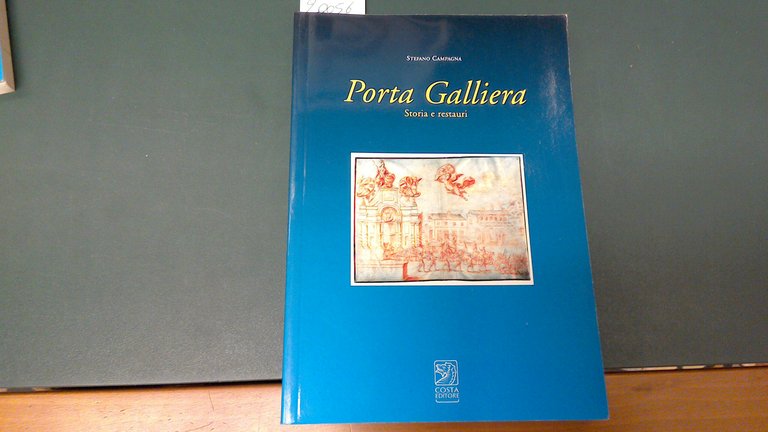 STEFANO CAMPAGNA
Porta Galliera
Storia e restauri
COSTA
EDITORE